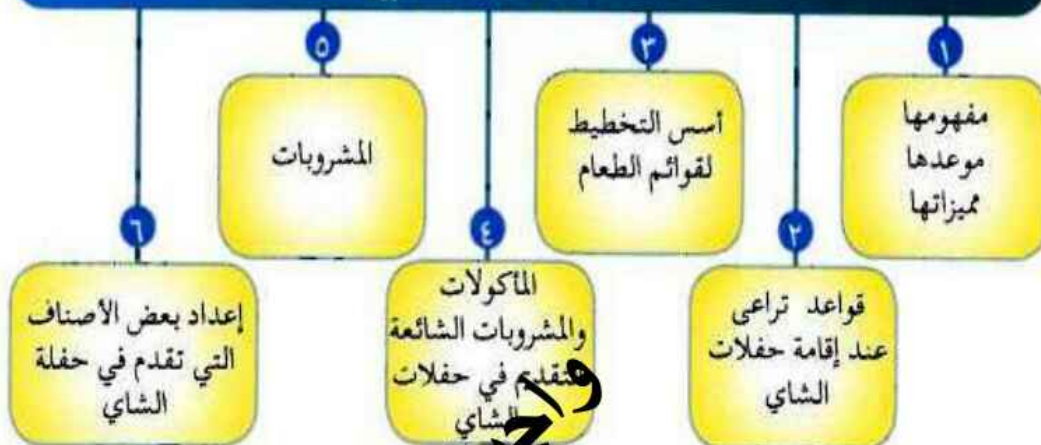 ١
مفهومها
موعدها
مميزاتها
٢
قواعد تراعى
عند إقامة حفلات
الشاي
٣
أسس التخطيط
لقوائم الطعام
٤
المأكولات
والمشروبات الشائعة
التقديم في حفلات
الشاي
٥
المشروبات
٦
إعداد بعض الأصناف
التي تقدم في حفلة
الشاي